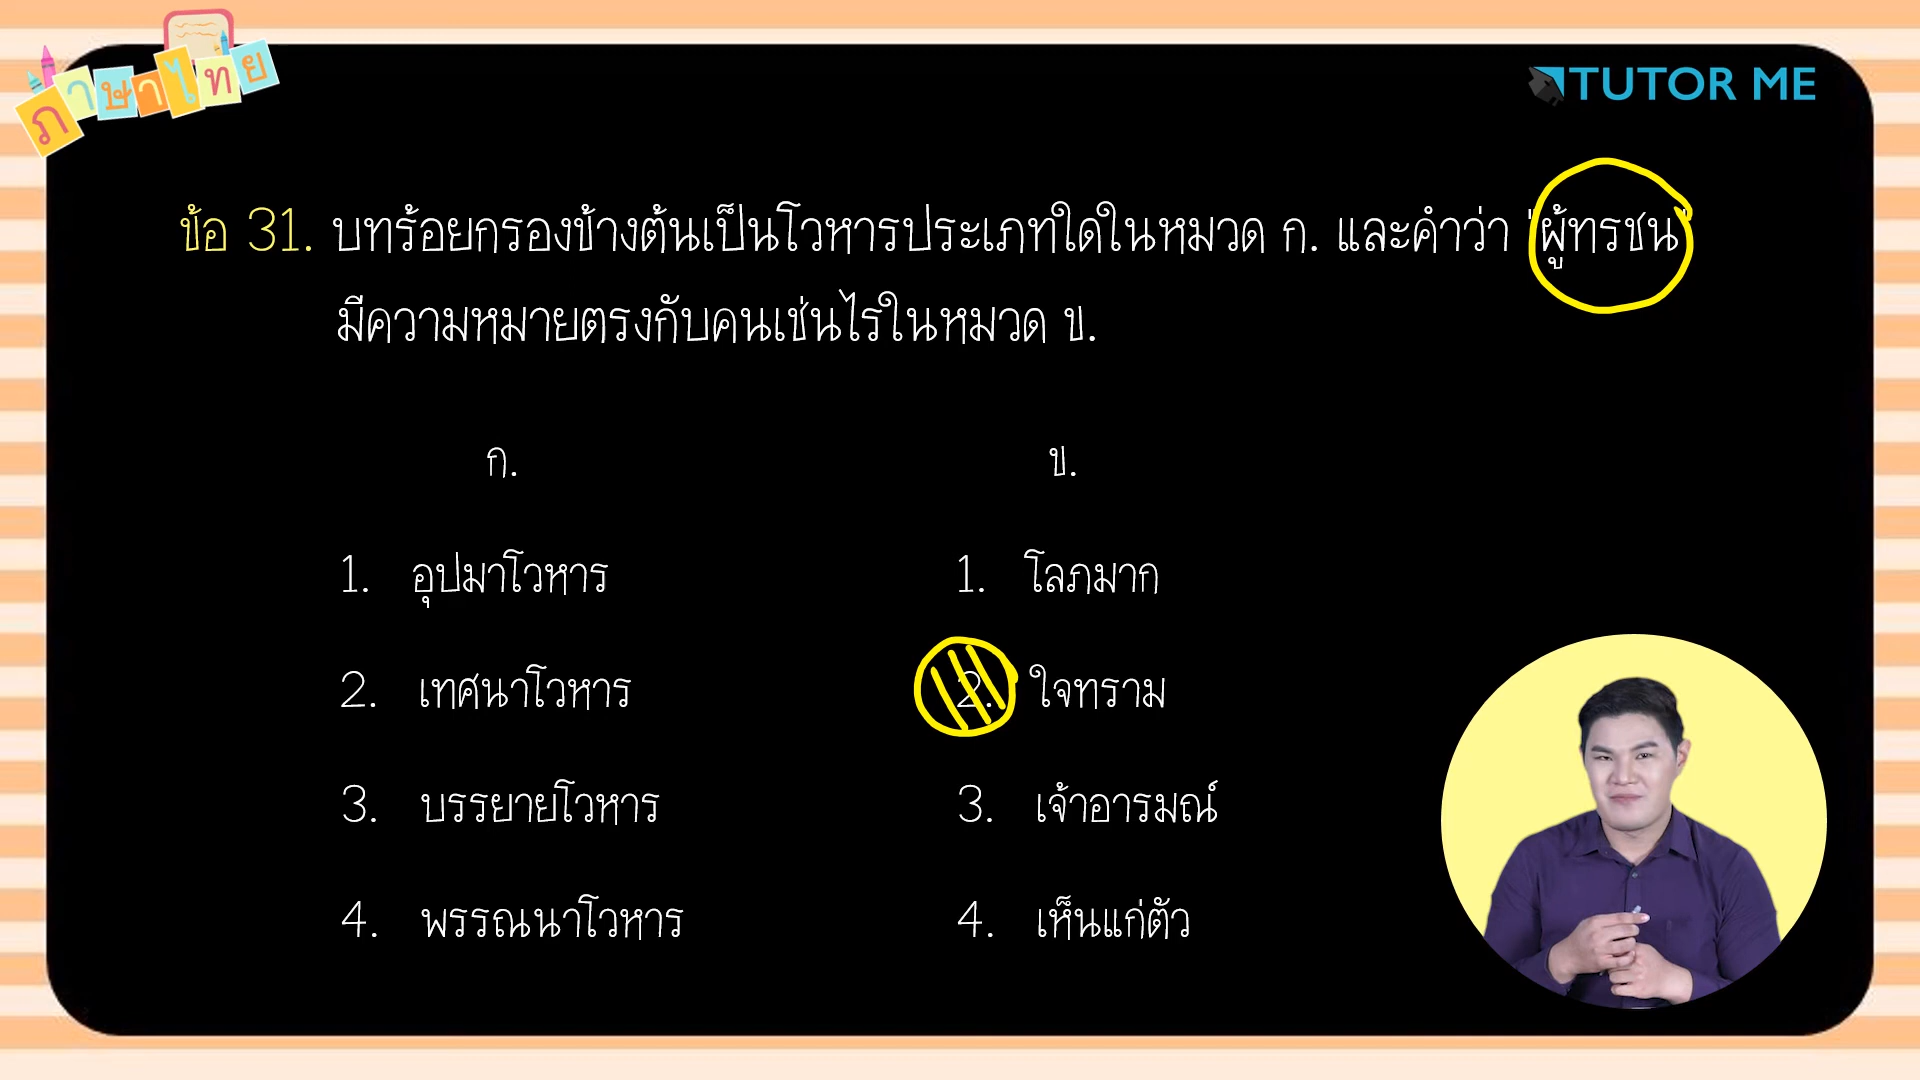 ภาษาไทย
TUTOR ME
ข้อ 31. บทร้อยกรองข้างต้นเป็นโวหารประเภทใดในหมวด ก. และคำว่า "ผู้ทรชน"
มีความหมายตรงกับคนเช่นไรในหมวด ข.
ก. ข.
1. อุปมาโวหาร 1. โลภมาก
2. เทศนาโวหาร 2. ใจทราม
3. บรรยายโวหาร 3. เจ้าอารมณ์
4. พรรณนาโวหาร 4. เห็นแก่ตัว